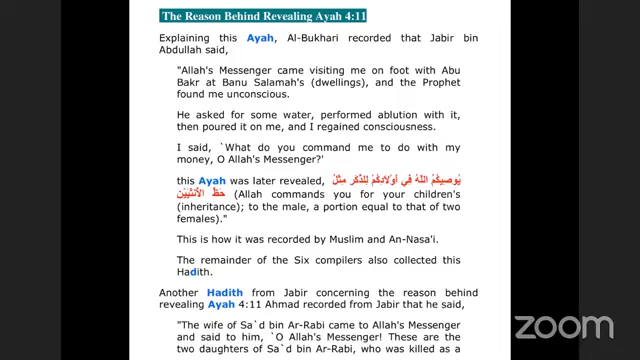 The Reason Behind Revealing Ayah 4:11
Explaining this Ayah, Al-Bukhari recorded that Jabir bin
Abdullah said,
"Allah's Messenger came visiting me on foot with Abu
Bakr at Banu Salamah's (dwellings), and the Prophet
found me unconscious.
He asked for some water, performed ablution with it,
then poured it on me, and I regained consciousness.
I said, `What do you command me to do with my
money, O Allah's Messenger?'
this Ayah was later revealed, يُوصِيكُمُ اللَّهُ فِي أَوْلَادِكُمْ لِلذَّكَرِ مِثْلُ
حَظِّ الْأُنثَيَيْنِ (Allah commands you for your children's
(inheritance); to the male, a portion equal to that of two
females)."
This is how it was recorded by Muslim and An-Nasa'i.
The remainder of the Six compilers also collected this
Hadith.
Another Hadith from Jabir concerning the reason behind
revealing Ayah 4:11 Ahmad recorded from Jabir that he said,
"The wife of Sa`d bin Ar-Rabi came to Allah's Messenger
and said to him, `O Allah's Messenger! These are the
two daughters of Sa`d bin Ar-Rabi, who was killed as a
zoom